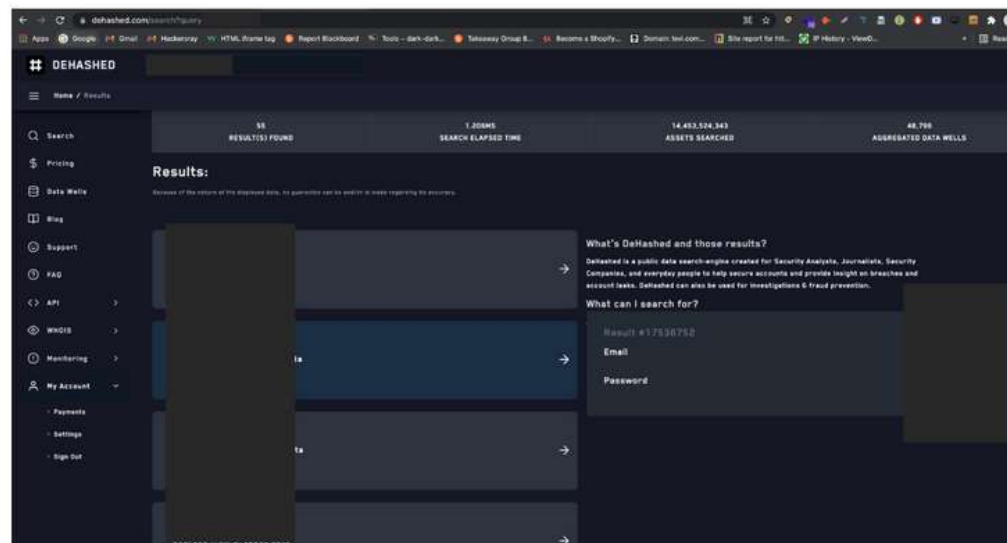 dehashed.com/search?query
Apps Google Gmail Hackersray HTML iframe tag Report Blackboard Tools – dark-dark... Takeaway Group B... Become a Shopify... Domain: tewl.com... Site report for htt... IP History - ViewD...
DEHASHED
Home / Results
55
RESULT(S) FOUND
SEARCH ELAPSED TIME
14,453,524,343
ASSETS SEARCHED
AGGREGATED DATA WELLS
Search
Pricing
Data Wells
Blog
Support
FAQ
API
WHOIS
Monitoring
My Account
Payments
Settings
Sign Out
Results:
Because of the nature of the displayed data, no guarantee can be and/or is made regarding its accuracy.
What's DeHashed and those results?
DeHashed is a public data search-engine created for Security Analysts, Journalists, Security
Companies, and everyday people to help secure accounts and provide insight on breaches and
account leaks. DeHashed can also be used for investigations & fraud prevention.
What can I search for?
Result #17536752
Email
Password